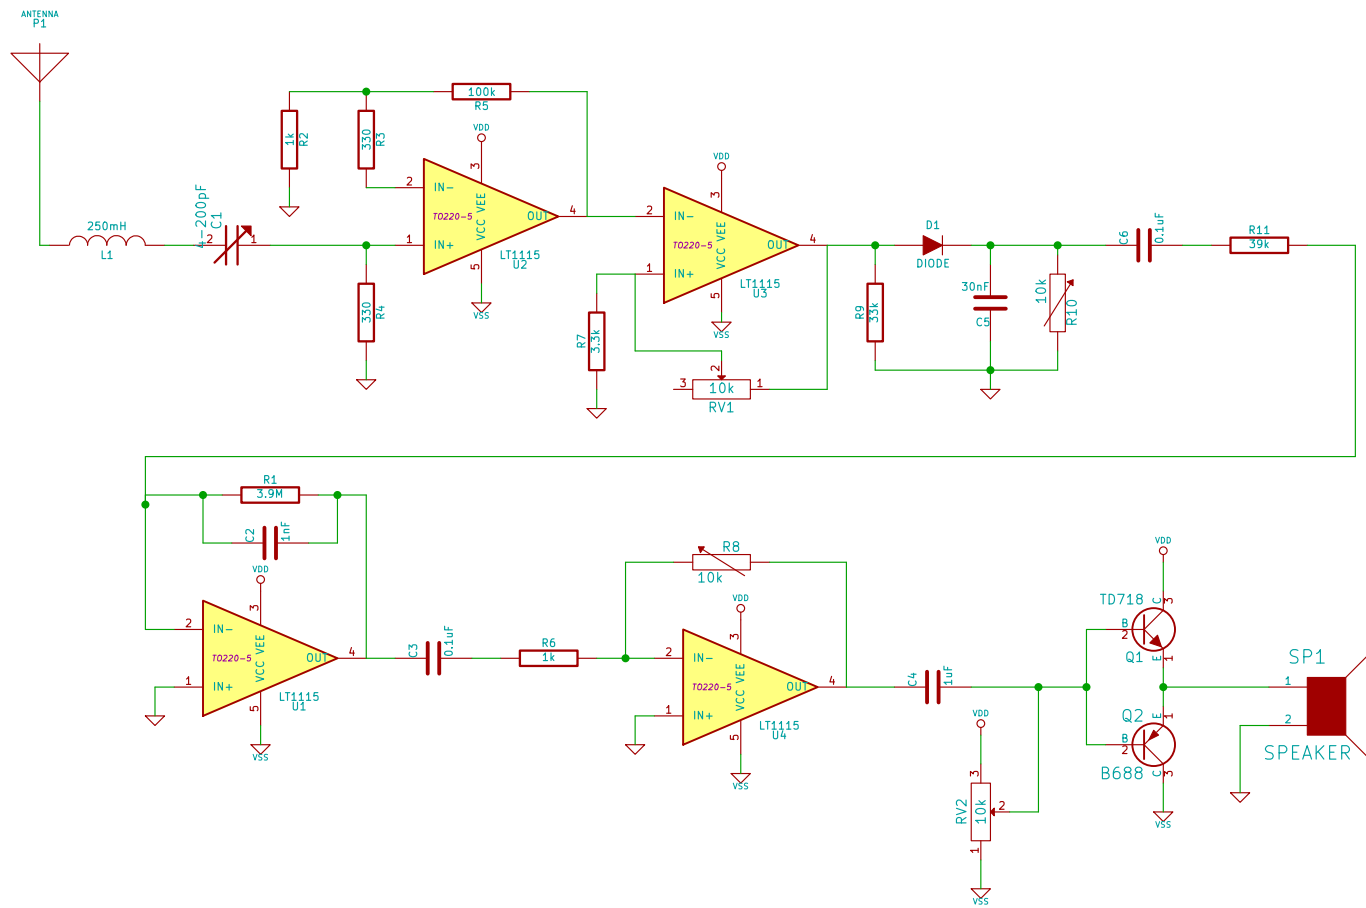 ANTENNA
P1
250mH
L1
4-200pF
C1
2
1
1k
R2
330
R3
100k
R5
330
R4
VDD
3
2
IN-
TO220-5
VCC VEE
OUT
4
1
IN+
5
LT1115
U2
VSS
VDD
3
2
IN-
TO220-5
VCC VEE
OUT
4
1
IN+
5
LT1115
U3
VSS
R7
3.3k
2
3
10k
1
RV1
R9
33k
D1
DIODE
30nF
C5
10k
R10
C6
0.1uF
R11
39k
R1
3.9M
C2
1nF
VDD
3
2
IN-
TO220-5
VCC VEE
OUT
4
1
IN+
5
LT1115
U1
VSS
C3
0.1uF
R6
1k
R8
10k
VDD
3
2
IN-
TO220-5
VCC VEE
OUT
4
1
IN+
5
LT1115
U4
VSS
C4
1uF
VDD
3
RV2
10k
2
1
VSS
VDD
TD718
C
3
B
2
Q1
E
1
Q2
E
1
B
2
B688
C
3
VSS
SP1
1
2
SPEAKER